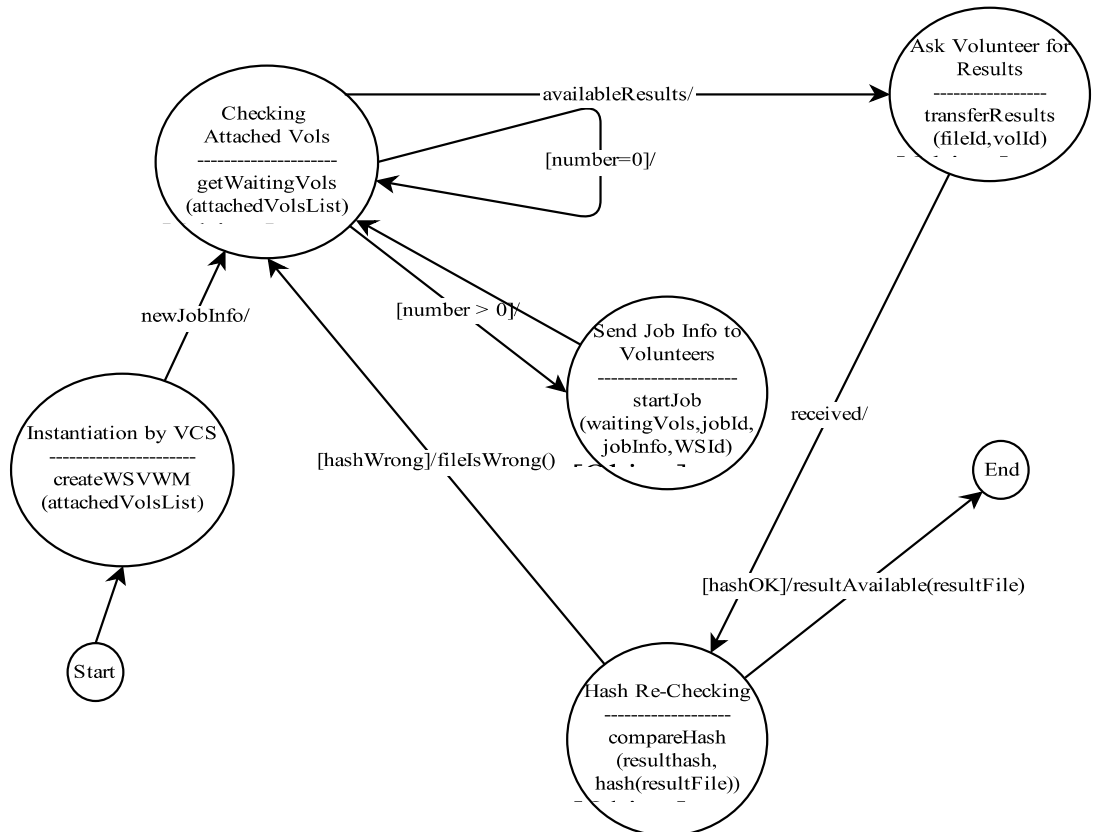 Ask Volunteer for
Results
-----------------
transferResults
(fileId,volId)
Checking
Attached Vols
---------------------
getWaitingVols
(attachedVolsList)
availableResults/
[number=0]/
newJobInfo/
[number > 0]/
Send Job Info to
Volunteers
---------------------
startJob
(waitingVols,jobId,
jobInfo,WSId)
received/
Instantiation by VCS
----------------------
createWSVWM
(attachedVolsList)
[hashWrong]/fileIsWrong()
End
[hashOK]/resultAvailable(resultFile)
Start
Hash Re-Checking
-------------------
compareHash
(resulthash,
hash(resultFile))